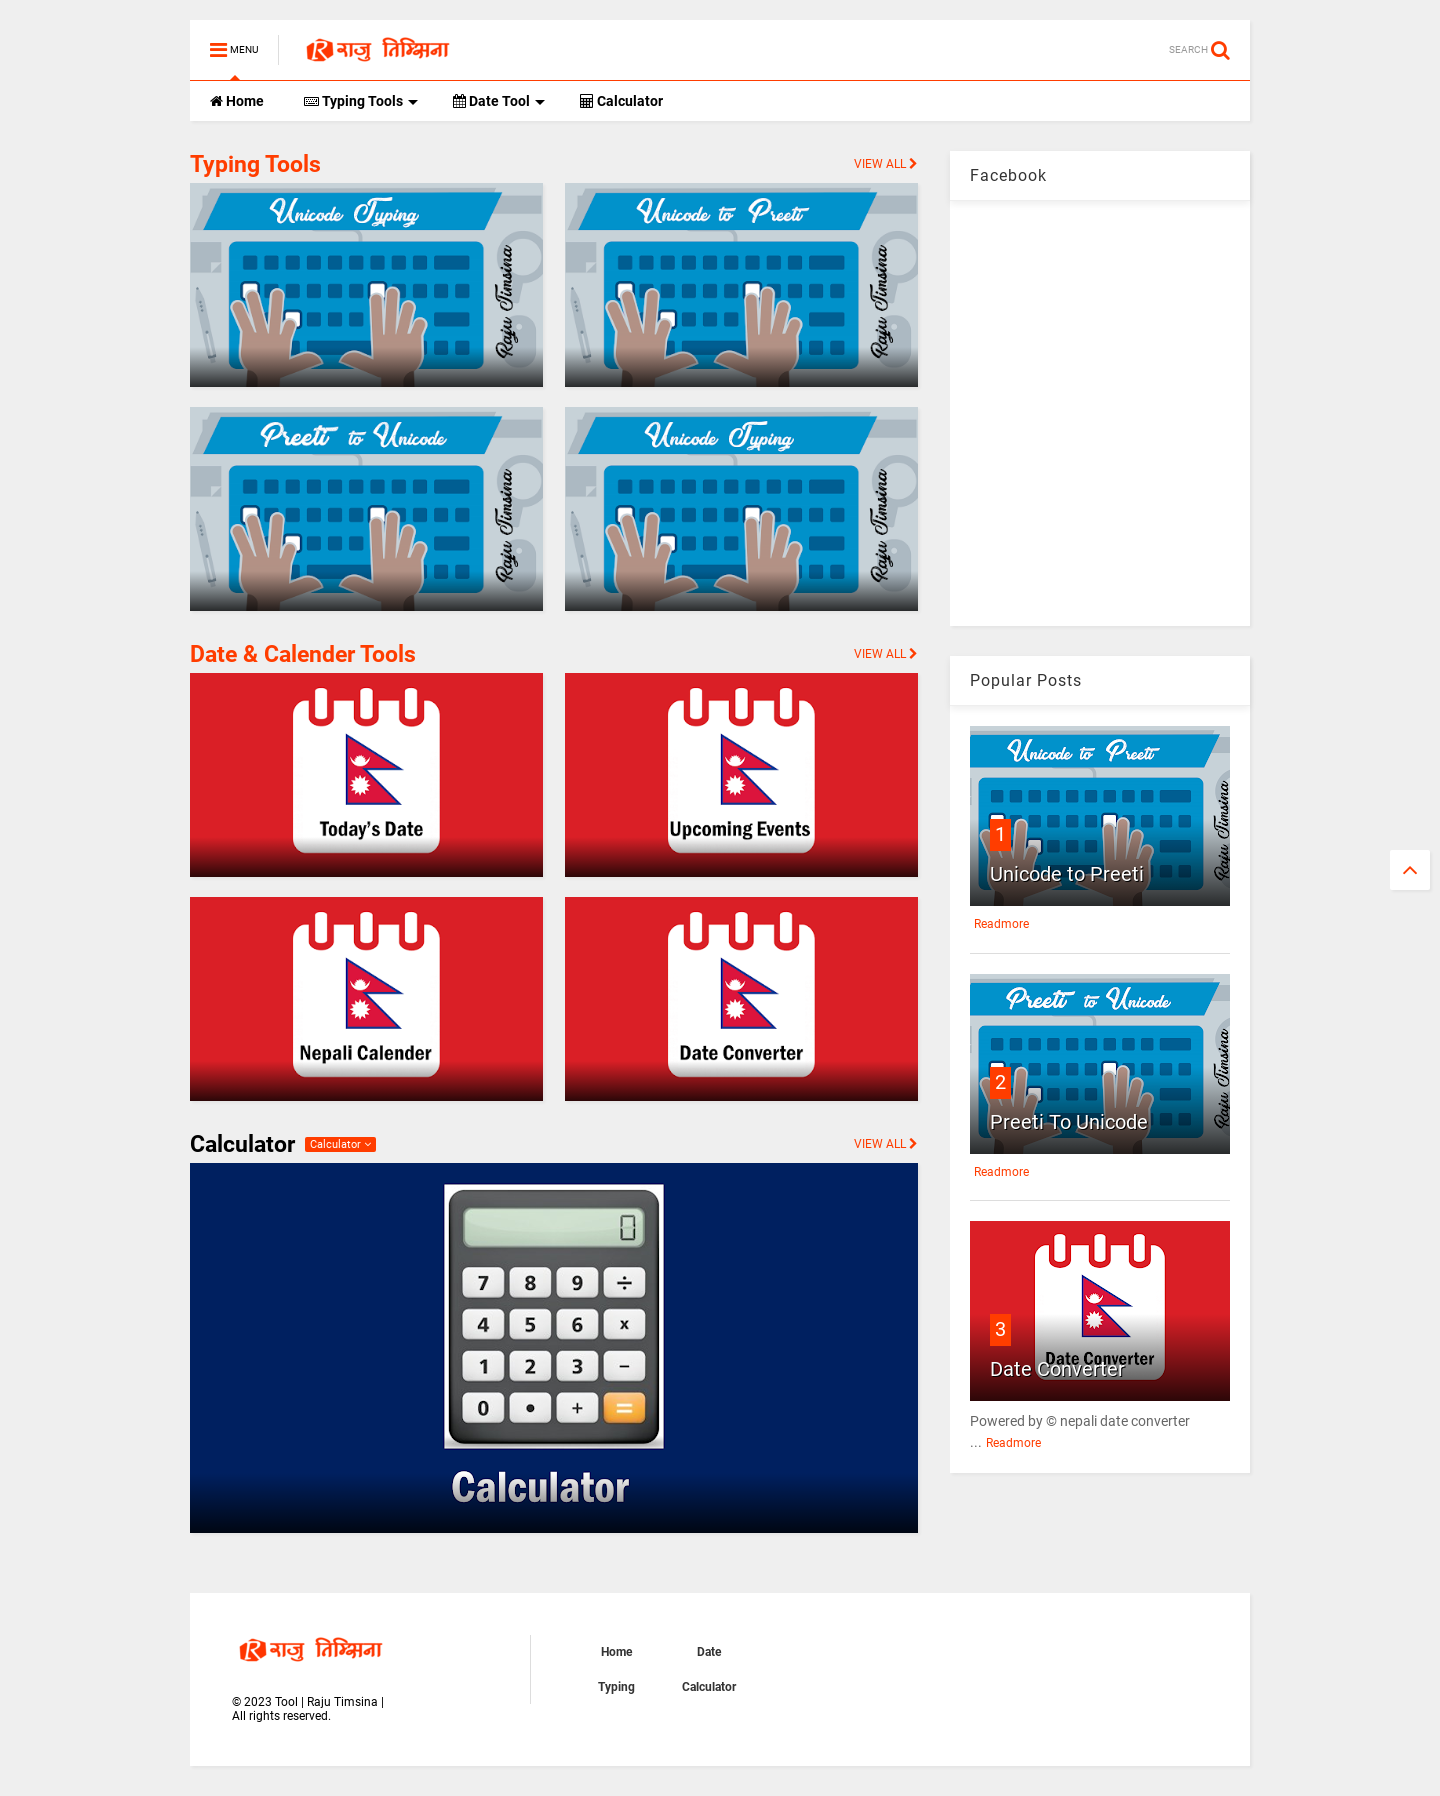 MENU
राजु तिम्सिना
SEARCH
Home
Typing Tools
Date Tool
Calculator
Typing Tools
VIEW ALL
Unicode Typing
Raju Timsina
Unicode to Preeti
Raju Timsina
Preeti to Unicode
Raju Timsina
Unicode Typing
Raju Timsina
Date & Calender Tools
VIEW ALL
Today's Date
Upcoming Events
Nepali Calender
Date Converter
Calculator
Calculator
VIEW ALL
0
7 8 9 ÷
4 5 6 x
1 2 3 −
0 • + =
Calculator
Facebook
Popular Posts
Unicode to Preeti
Raju Timsina
1
Unicode to Preeti
Readmore
Preeti to Unicode
Raju Timsina
2
Preeti To Unicode
Readmore
3
Date Converter
Date Converter
Powered by © nepali date converter
... Readmore
राजु तिम्सिना
© 2023 Tool | Raju Timsina |
All rights reserved.
Home
Date
Typing
Calculator